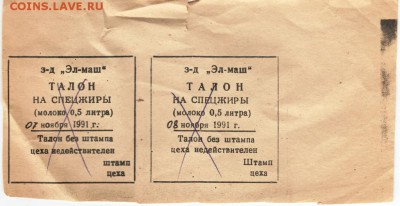 COINS.LAVE.RU
з-д „Эл-маш"
ТАЛОН
НА СПЕЦЖИРЫ
(молоко 0,5 литра)
07 ноября 1991 г.
Талон без штампа
цеха недействителен
штамп
цеха
з-д „Эл-маш"
ТАЛОН
НА СПЕЦЖИРЫ
(молоко 0,5 литра)
08 ноября 1991 г.
Талон без штампа
цеха недействителен
Штамп
цеха